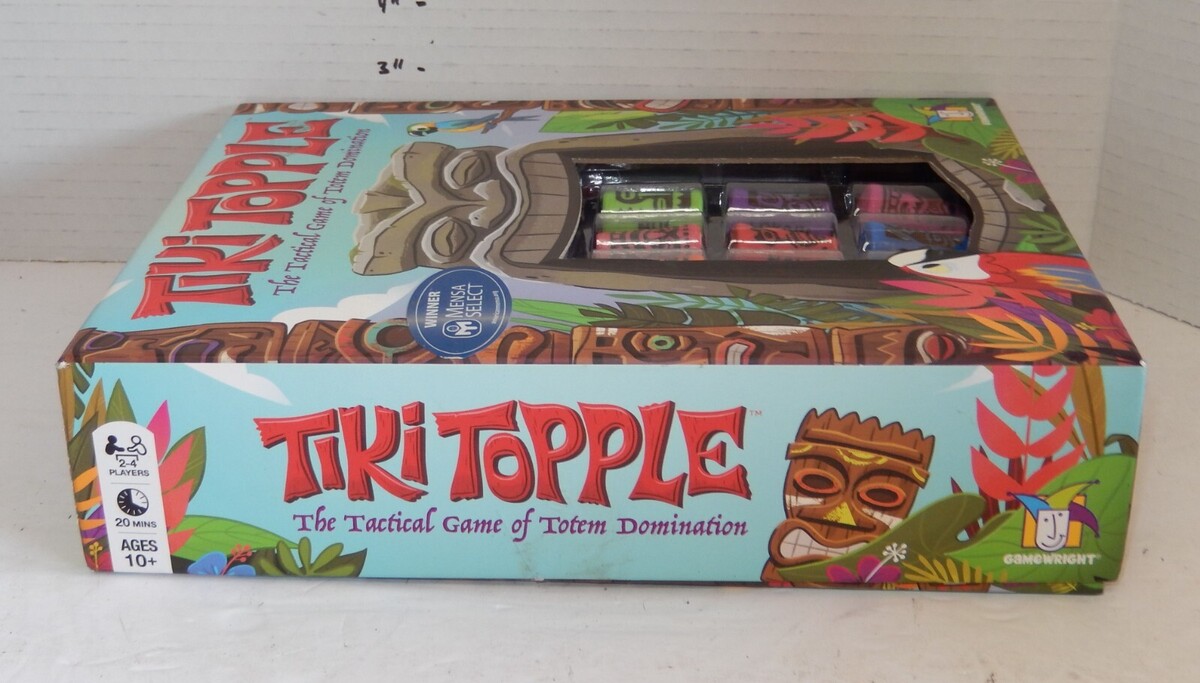 4" -
3" -
TIKI TOPPLE
The Tactical Game of Totem Domination
WINNER
MENSA
SELECT
TIKI TOPPLE™
The Tactical Game of Totem Domination
2-4
PLAYERS
20 MINS
AGES
10+
GAMEWRIGHT®